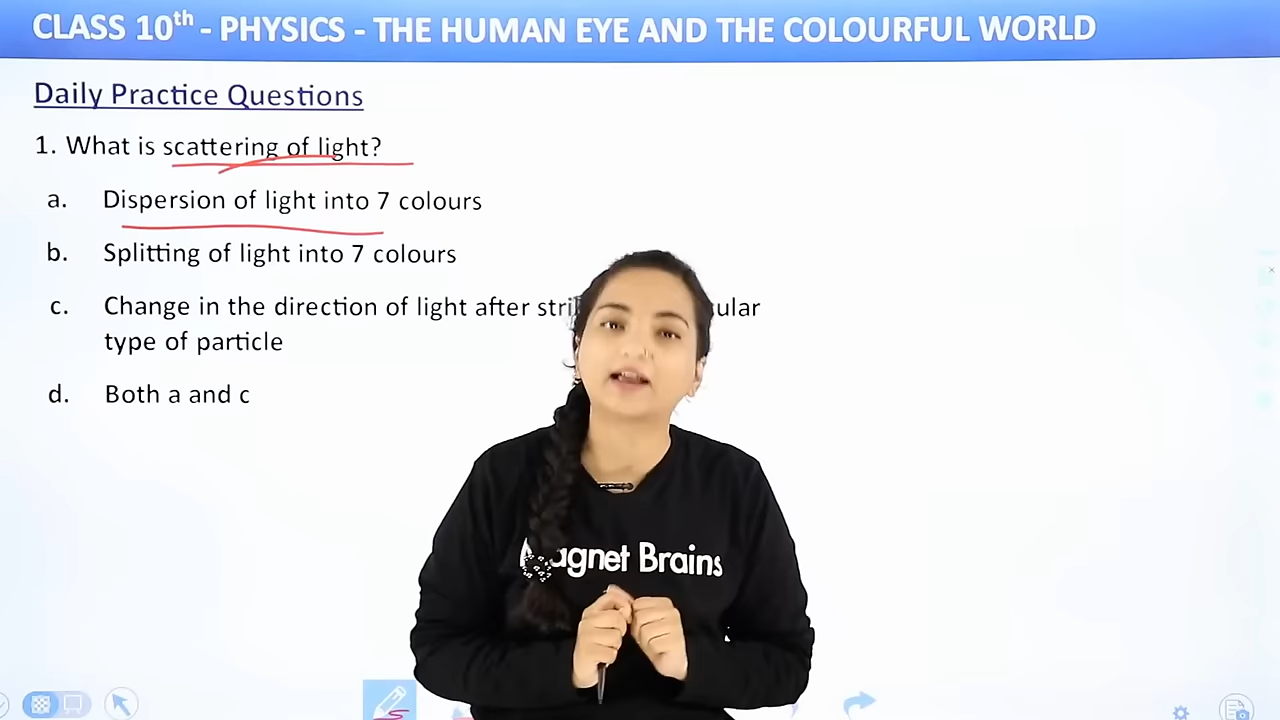 CLASS 10th - PHYSICS - THE HUMAN EYE AND THE COLOURFUL WORLD
Daily Practice Questions
1. What is scattering of light?
a. Dispersion of light into 7 colours
b. Splitting of light into 7 colours
c. Change in the direction of light after
type of particle
d. Both a and c
Brains